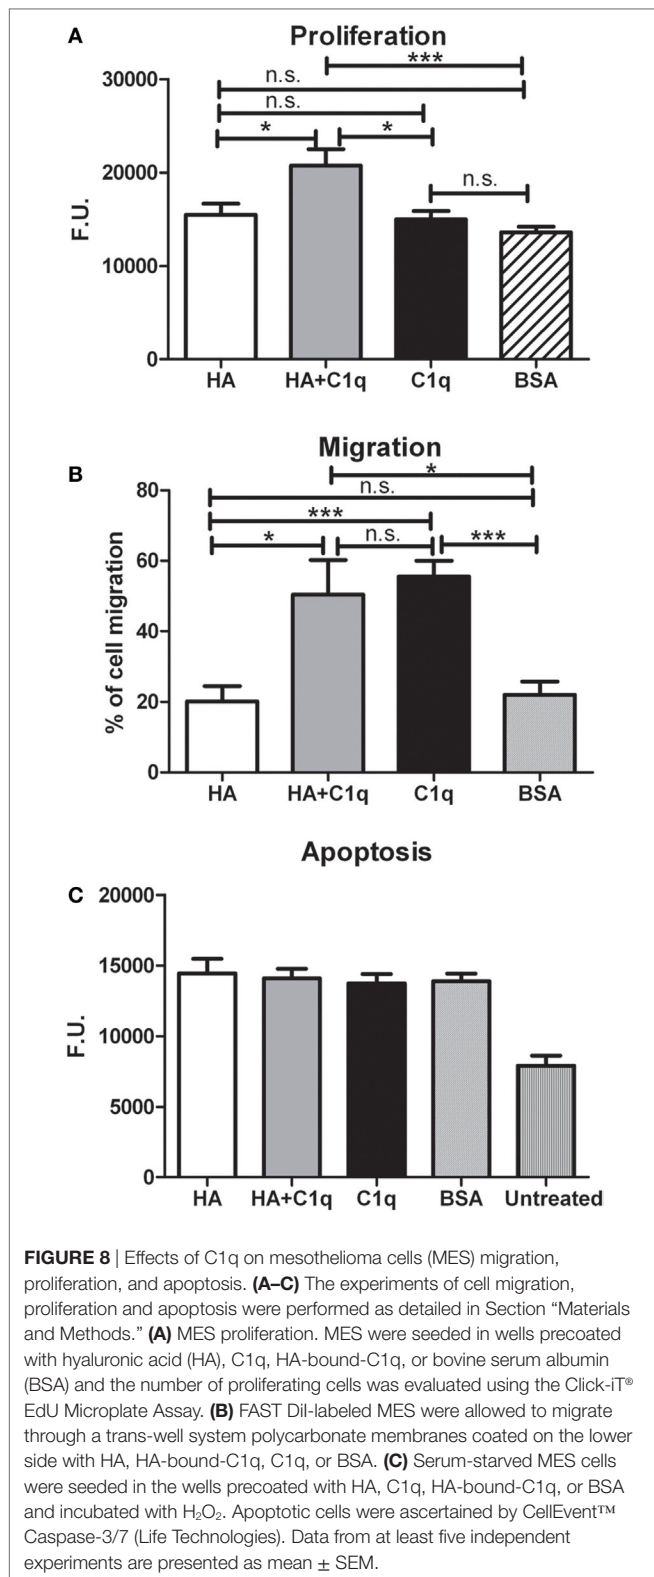 A
Proliferation
***
n.s.
n.s.
*
*
n.s.
30000
20000
10000
0
F.U.
HA
HA+C1q
C1q
BSA
B
Migration
*
n.s.
***
*
n.s.
***
80
60
40
20
0
% of cell migration
HA
HA+C1q
C1q
BSA
Apoptosis
C
20000
15000
10000
5000
0
F.U.
HA
HA+C1q
C1q
BSA
Untreated
FIGURE 8 | Effects of C1q on mesothelioma cells (MES) migration,
proliferation, and apoptosis. (A–C) The experiments of cell migration,
proliferation and apoptosis were performed as detailed in Section “Materials
and Methods.” (A) MES proliferation. MES were seeded in wells precoated
with hyaluronic acid (HA), C1q, HA-bound-C1q, or bovine serum albumin
(BSA) and the number of proliferating cells was evaluated using the Click-iT®
EdU Microplate Assay. (B) FAST DiI-labeled MES were allowed to migrate
through a trans-well system polycarbonate membranes coated on the lower
side with HA, HA-bound-C1q, C1q, or BSA. (C) Serum-starved MES cells
were seeded in the wells precoated with HA, C1q, HA-bound-C1q, or BSA
and incubated with H₂O₂. Apoptotic cells were ascertained by CellEvent™
Caspase-3/7 (Life Technologies). Data from at least five independent
experiments are presented as mean ± SEM.